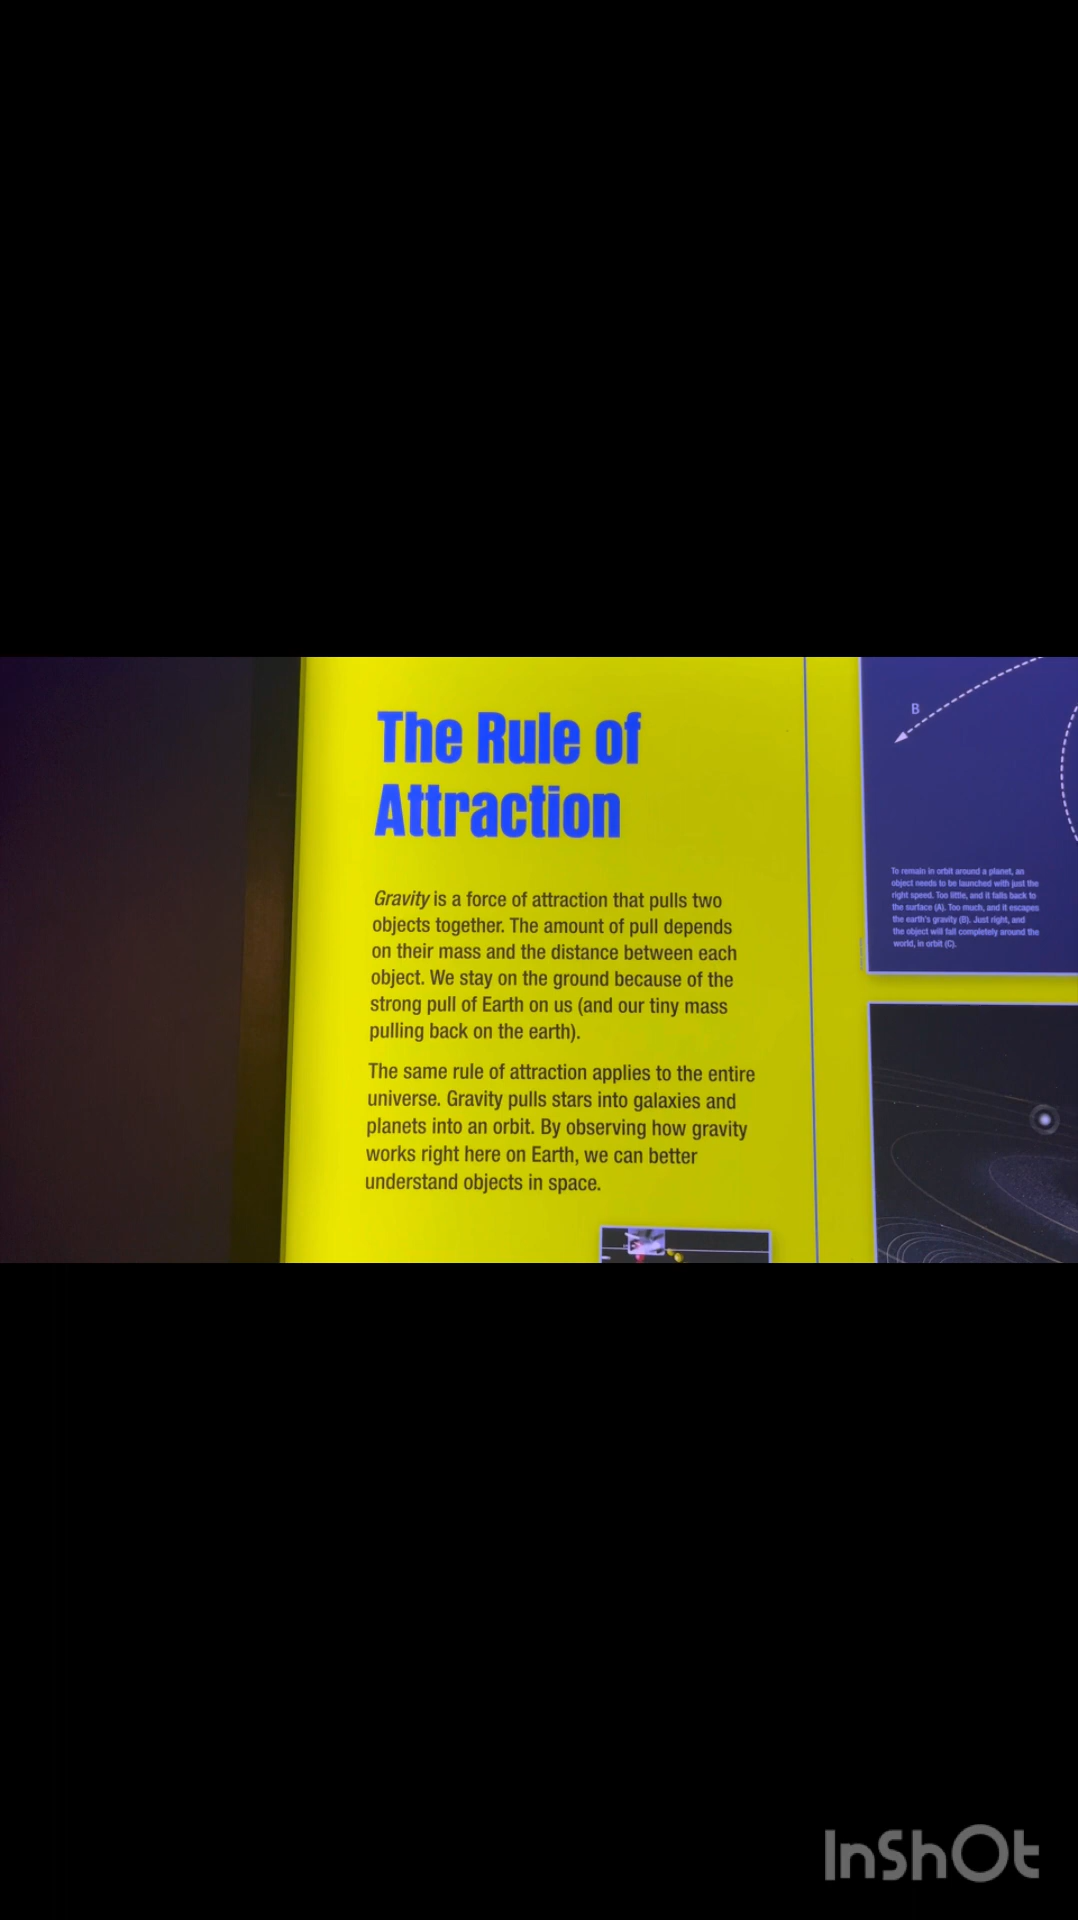 The Rule of
Attraction
Gravity is a force of attraction that pulls two
objects together. The amount of pull depends
on their mass and the distance between each
object. We stay on the ground because of the
strong pull of Earth on us (and our tiny mass
pulling back on the earth).
The same rule of attraction applies to the entire
universe. Gravity pulls stars into galaxies and
planets into an orbit. By observing how gravity
works right here on Earth, we can better
understand objects in space.
B
To remain in orbit around a planet, an
object needs to be launched with just the
right speed. Too little, and it falls back to
the surface (A). Too much, and it escapes
the earth's gravity (B). Just right, and
the object will fall completely around the
world, in orbit (C).
InShOt